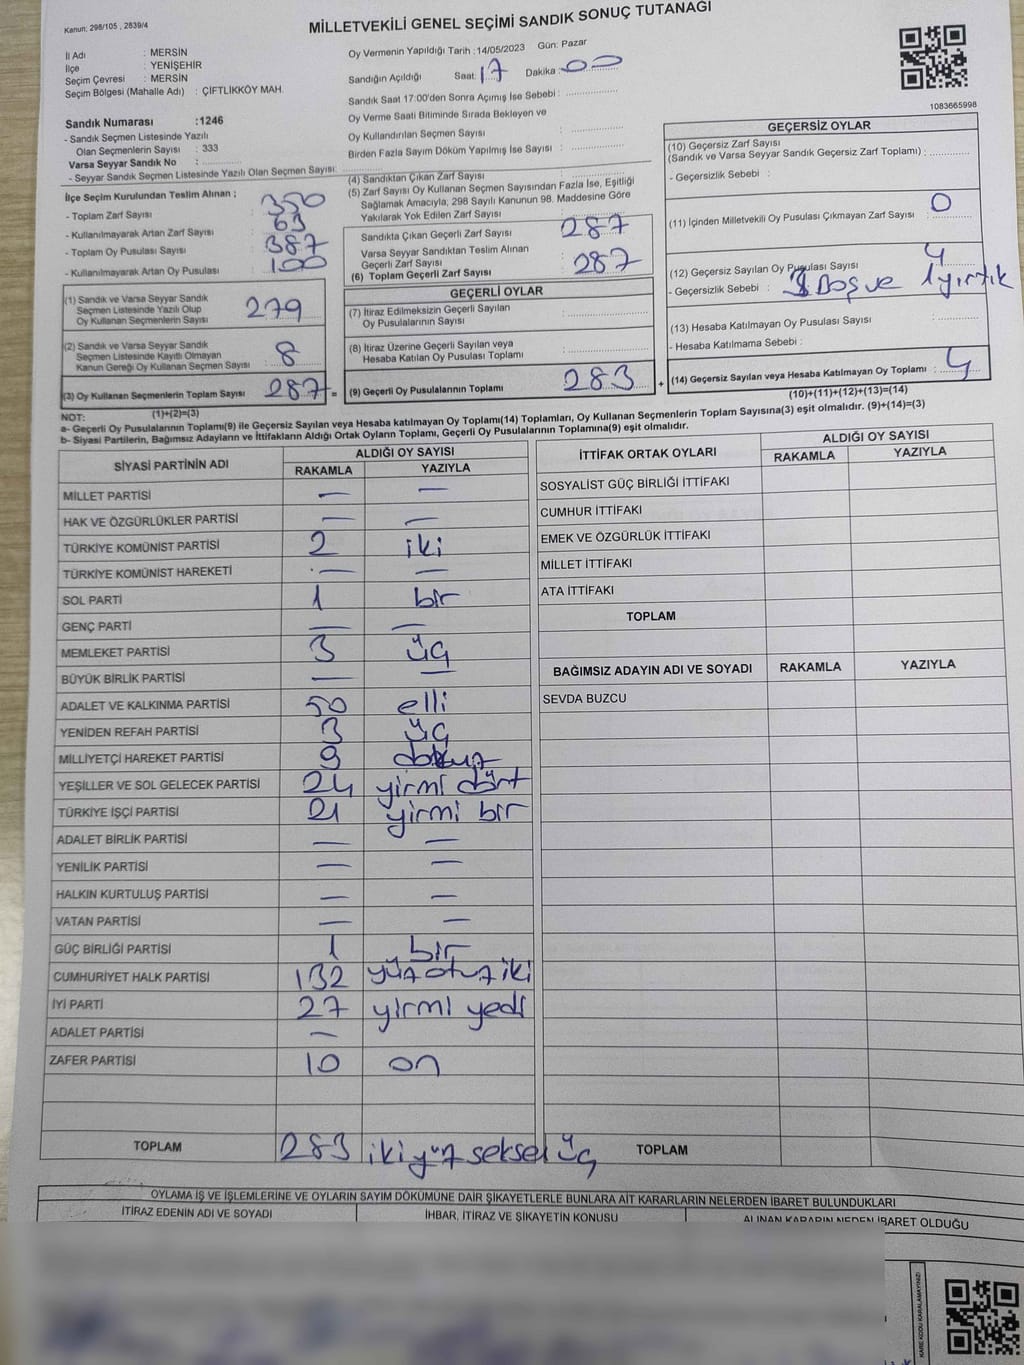 Kanun: 298/105 , 2839/4
MİLLETVEKİLİ GENEL SEÇİMİ SANDIK SONUÇ TUTANAĞI
İl Adı : MERSİN
İlçe : YENİŞEHİR
Seçim Çevresi : MERSİN
Seçim Bölgesi (Mahalle Adı) : ÇİFTLİKKÖY MAH.
Sandık Numarası :1246
- Sandık Seçmen Listesinde Yazılı
Olan Seçmenlerin Sayısı : 333
Varsa Seyyar Sandık No :
- Seyyar Sandık Seçmen Listesinde Yazılı Olan Seçmen Sayısı:
Oy Vermenin Yapıldığı Tarih :14/05/2023 Gün: Pazar
Sandığın Açıldığı Saat: 17 Dakika : 00
Sandık Saat 17:00'den Sonra Açımış İse Sebebi :
Oy Verme Saati Bitiminde Sırada Bekleyen ve
Oy Kullandırılan Seçmen Sayısı :
Birden Fazla Sayım Döküm Yapılmış İse Sayısı :
1083665998
İlçe Seçim Kurulundan Teslim Alınan ;
- Toplam Zarf Sayısı : 350
- Kullanılmayarak Artan Zarf Sayısı : 63
- Toplam Oy Pusulası Sayısı : 387
- Kullanılmayarak Artan Oy Pusulası : 100
(1) Sandık ve Varsa Seyyar Sandık
Seçmen Listesinde Yazılı Olup
Oy Kullanan Seçmenlerin Sayısı 279
(2) Sandık ve Varsa Seyyar Sandık
Seçmen Listesinde Kayıtlı Olmayan
Kanun Gereği Oy Kullanan Seçmen Sayısı : 8
(3) Oy Kullanan Seçmenlerin Toplam Sayısı : 287 =
(1)+(2)=(3)
(4) Sandıktan Çıkan Zarf Sayısı :
(5) Zarf Sayısı Oy Kullanan Seçmen Sayısından Fazla İse, Eşitliği
Sağlamak Amacıyla, 298 Sayılı Kanunun 98. Maddesine Göre
Yakılarak Yok Edilen Zarf Sayısı :
Sandıkta Çıkan Geçerli Zarf Sayısı : 287
Varsa Seyyar Sandıktan Teslim Alınan
Geçerli Zarf Sayısı
(6) Toplam Geçerli Zarf Sayısı : 287
GEÇERLİ OYLAR
(7) İtiraz Edilmeksizin Geçerli Sayılan
Oy Pusulalarının Sayısı :
(8) İtiraz Üzerine Geçerli Sayılan veya
Hesaba Katılan Oy Pusulası Toplamı :
(9) Geçerli Oy Pusulalarının Toplamı : 283 +
GEÇERSİZ OYLAR
(10) Geçersiz Zarf Sayısı
(Sandık ve Varsa Seyyar Sandık Geçersiz Zarf Toplamı) :
- Geçersizlik Sebebi :
(11) İçinden Milletvekili Oy Pusulası Çıkmayan Zarf Sayısı : 0
(12) Geçersiz Sayılan Oy Pusulası Sayısı : 4
- Geçersizlik Sebebi : 3 Boş ve 1 yırtık
(13) Hesaba Katılmayan Oy Pusulası Sayısı :
- Hesaba Katılmama Sebebi :
(14) Geçersiz Sayılan veya Hesaba Katılmayan Oy Toplamı : 4
(10)+(11)+(12)+(13)=(14)
NOT:
a- Geçerli Oy Pusulalarının Toplamı(9) ile Geçersiz Sayılan veya Hesaba katılmayan Oy Toplamı(14) Toplamları, Oy Kullanan Seçmenlerin Toplam Sayısına(3) eşit olmalıdır. (9)+(14)=(3)
b- Siyasi Partilerin, Bağımsız Adayların ve İttifakların Aldığı Ortak Oyların Toplamı, Geçerli Oy Pusulalarının Toplamına(9) eşit olmalıdır.
SİYASİ PARTİNİN ADI ALDIĞI OY SAYISI
RAKAMLA YAZIYLA
MİLLET PARTİSİ — —
HAK VE ÖZGÜRLÜKLER PARTİSİ — —
TÜRKİYE KOMÜNİST PARTİSİ 2 iki
TÜRKİYE KOMÜNİST HAREKETİ — —
SOL PARTİ 1 bir
GENÇ PARTİ — —
MEMLEKET PARTİSİ 3 üç
BÜYÜK BİRLİK PARTİSİ — —
ADALET VE KALKINMA PARTİSİ 50 elli
YENİDEN REFAH PARTİSİ 3 üç
MİLLİYETÇİ HAREKET PARTİSİ 9 dokuz
YEŞİLLER VE SOL GELECEK PARTİSİ 24 yirmi dört
TÜRKİYE İŞÇİ PARTİSİ 21 yirmi bir
ADALET BİRLİK PARTİSİ — —
YENİLİK PARTİSİ — —
HALKIN KURTULUŞ PARTİSİ — —
VATAN PARTİSİ — —
GÜÇ BİRLİĞİ PARTİSİ 1 bir
CUMHURİYET HALK PARTİSİ 132 yüz otuz iki
İYİ PARTİ 27 yirmi yedi
ADALET PARTİSİ —
ZAFER PARTİSİ 10 on
TOPLAM 283 iki yüz seksen üç
İTTİFAK ORTAK OYLARI ALDIĞI OY SAYISI
RAKAMLA YAZIYLA
SOSYALİST GÜÇ BİRLİĞİ İTTİFAKI
CUMHUR İTTİFAKI
EMEK VE ÖZGÜRLÜK İTTİFAKI
MİLLET İTTİFAKI
ATA İTTİFAKI
TOPLAM
BAĞIMSIZ ADAYIN ADI VE SOYADI RAKAMLA YAZIYLA
SEVDA BUZCU
TOPLAM
OYLAMA İŞ VE İŞLEMLERİNE VE OYLARIN SAYIM DÖKÜMÜNE DAİR ŞİKAYETLERLE BUNLARA AİT KARARLARIN NELERDEN İBARET BULUNDUKLARI
İTİRAZ EDENİN ADI VE SOYADI İHBAR, İTİRAZ VE ŞİKAYETİN KONUSU ALINAN KARARIN NEDEN İBARET OLDUĞU
KARE KODU KARALAMAYINIZ!